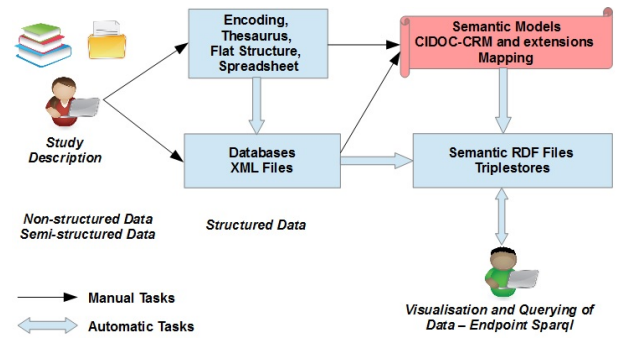 Encoding,
Thesaurus,
Flat Structure,
Spreadsheet
Semantic Models
CIDOC-CRM and extensions
Mapping
Study
Description
Databases
XML Files
Semantic RDF Files
Triplestores
Non-structured Data
Semi-structured Data
Structured Data
Manual Tasks
Automatic Tasks
Visualisation and Querying of
Data – Endpoint Sparql